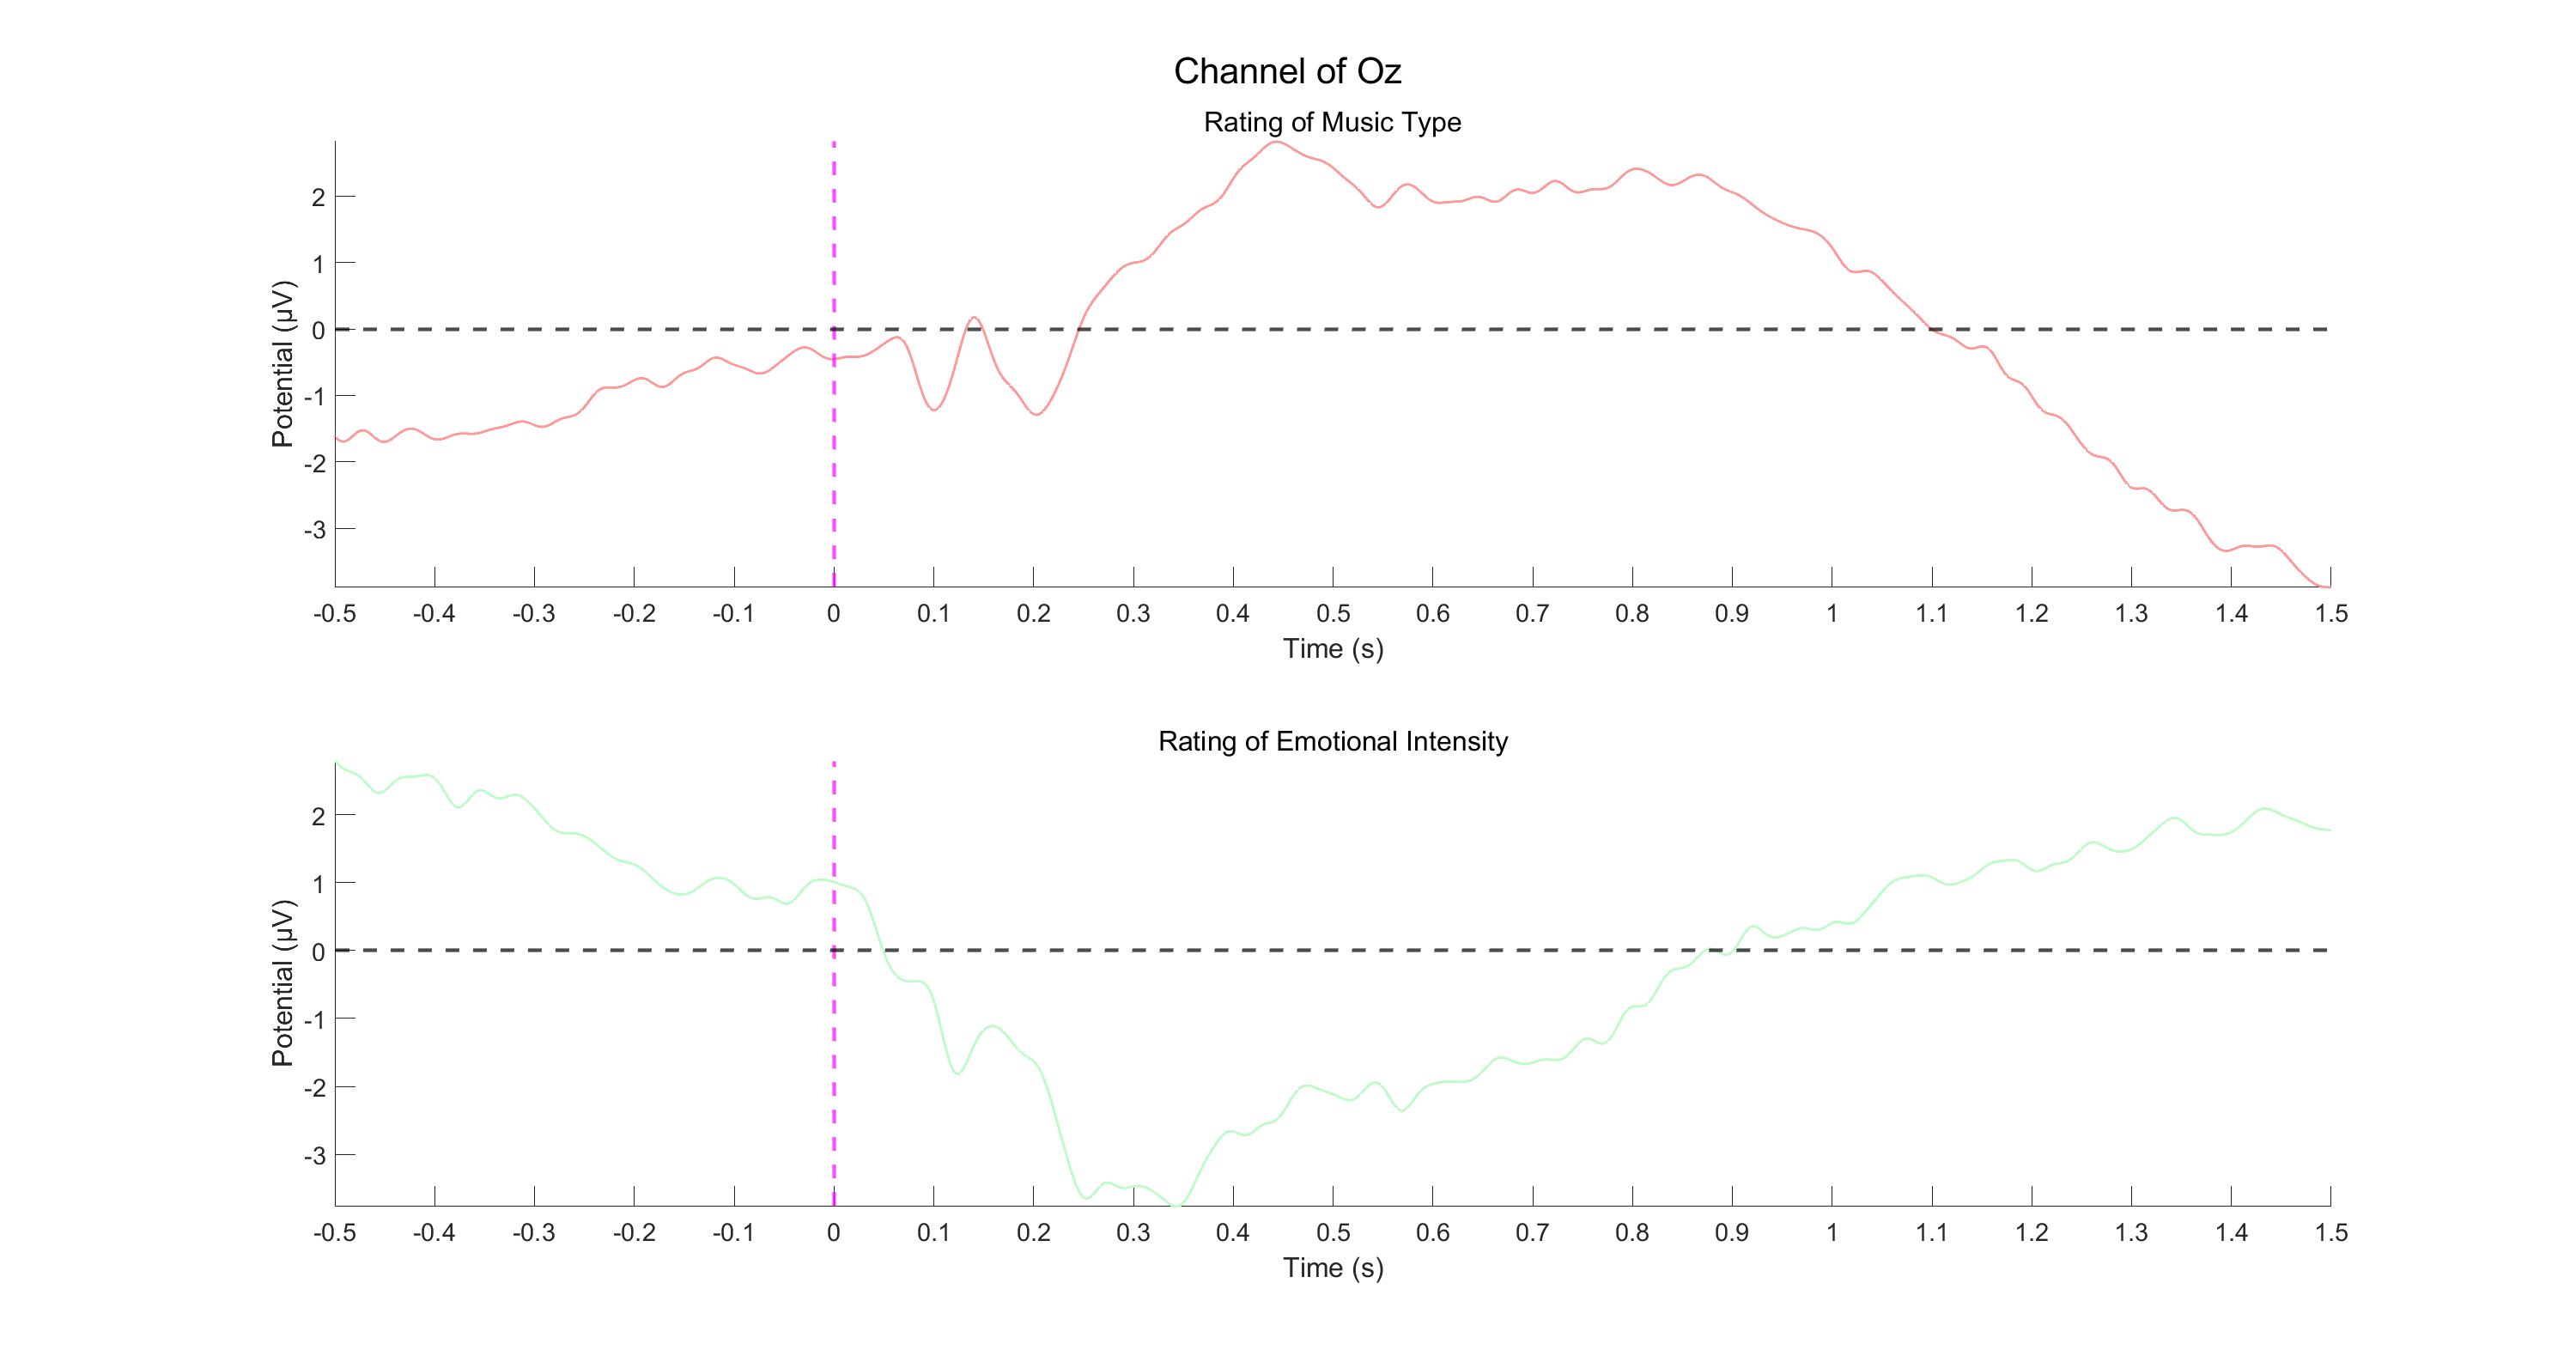 Channel of Oz
Rating of Music Type
2
1
0
-1
-2
-3
Potential (μV)
-0.5 -0.4 -0.3 -0.2 -0.1 0 0.1 0.2 0.3 0.4 0.5 0.6 0.7 0.8 0.9 1 1.1 1.2 1.3 1.4 1.5
Time (s)
Rating of Emotional Intensity
2
1
0
-1
-2
-3
Potential (μV)
-0.5 -0.4 -0.3 -0.2 -0.1 0 0.1 0.2 0.3 0.4 0.5 0.6 0.7 0.8 0.9 1 1.1 1.2 1.3 1.4 1.5
Time (s)